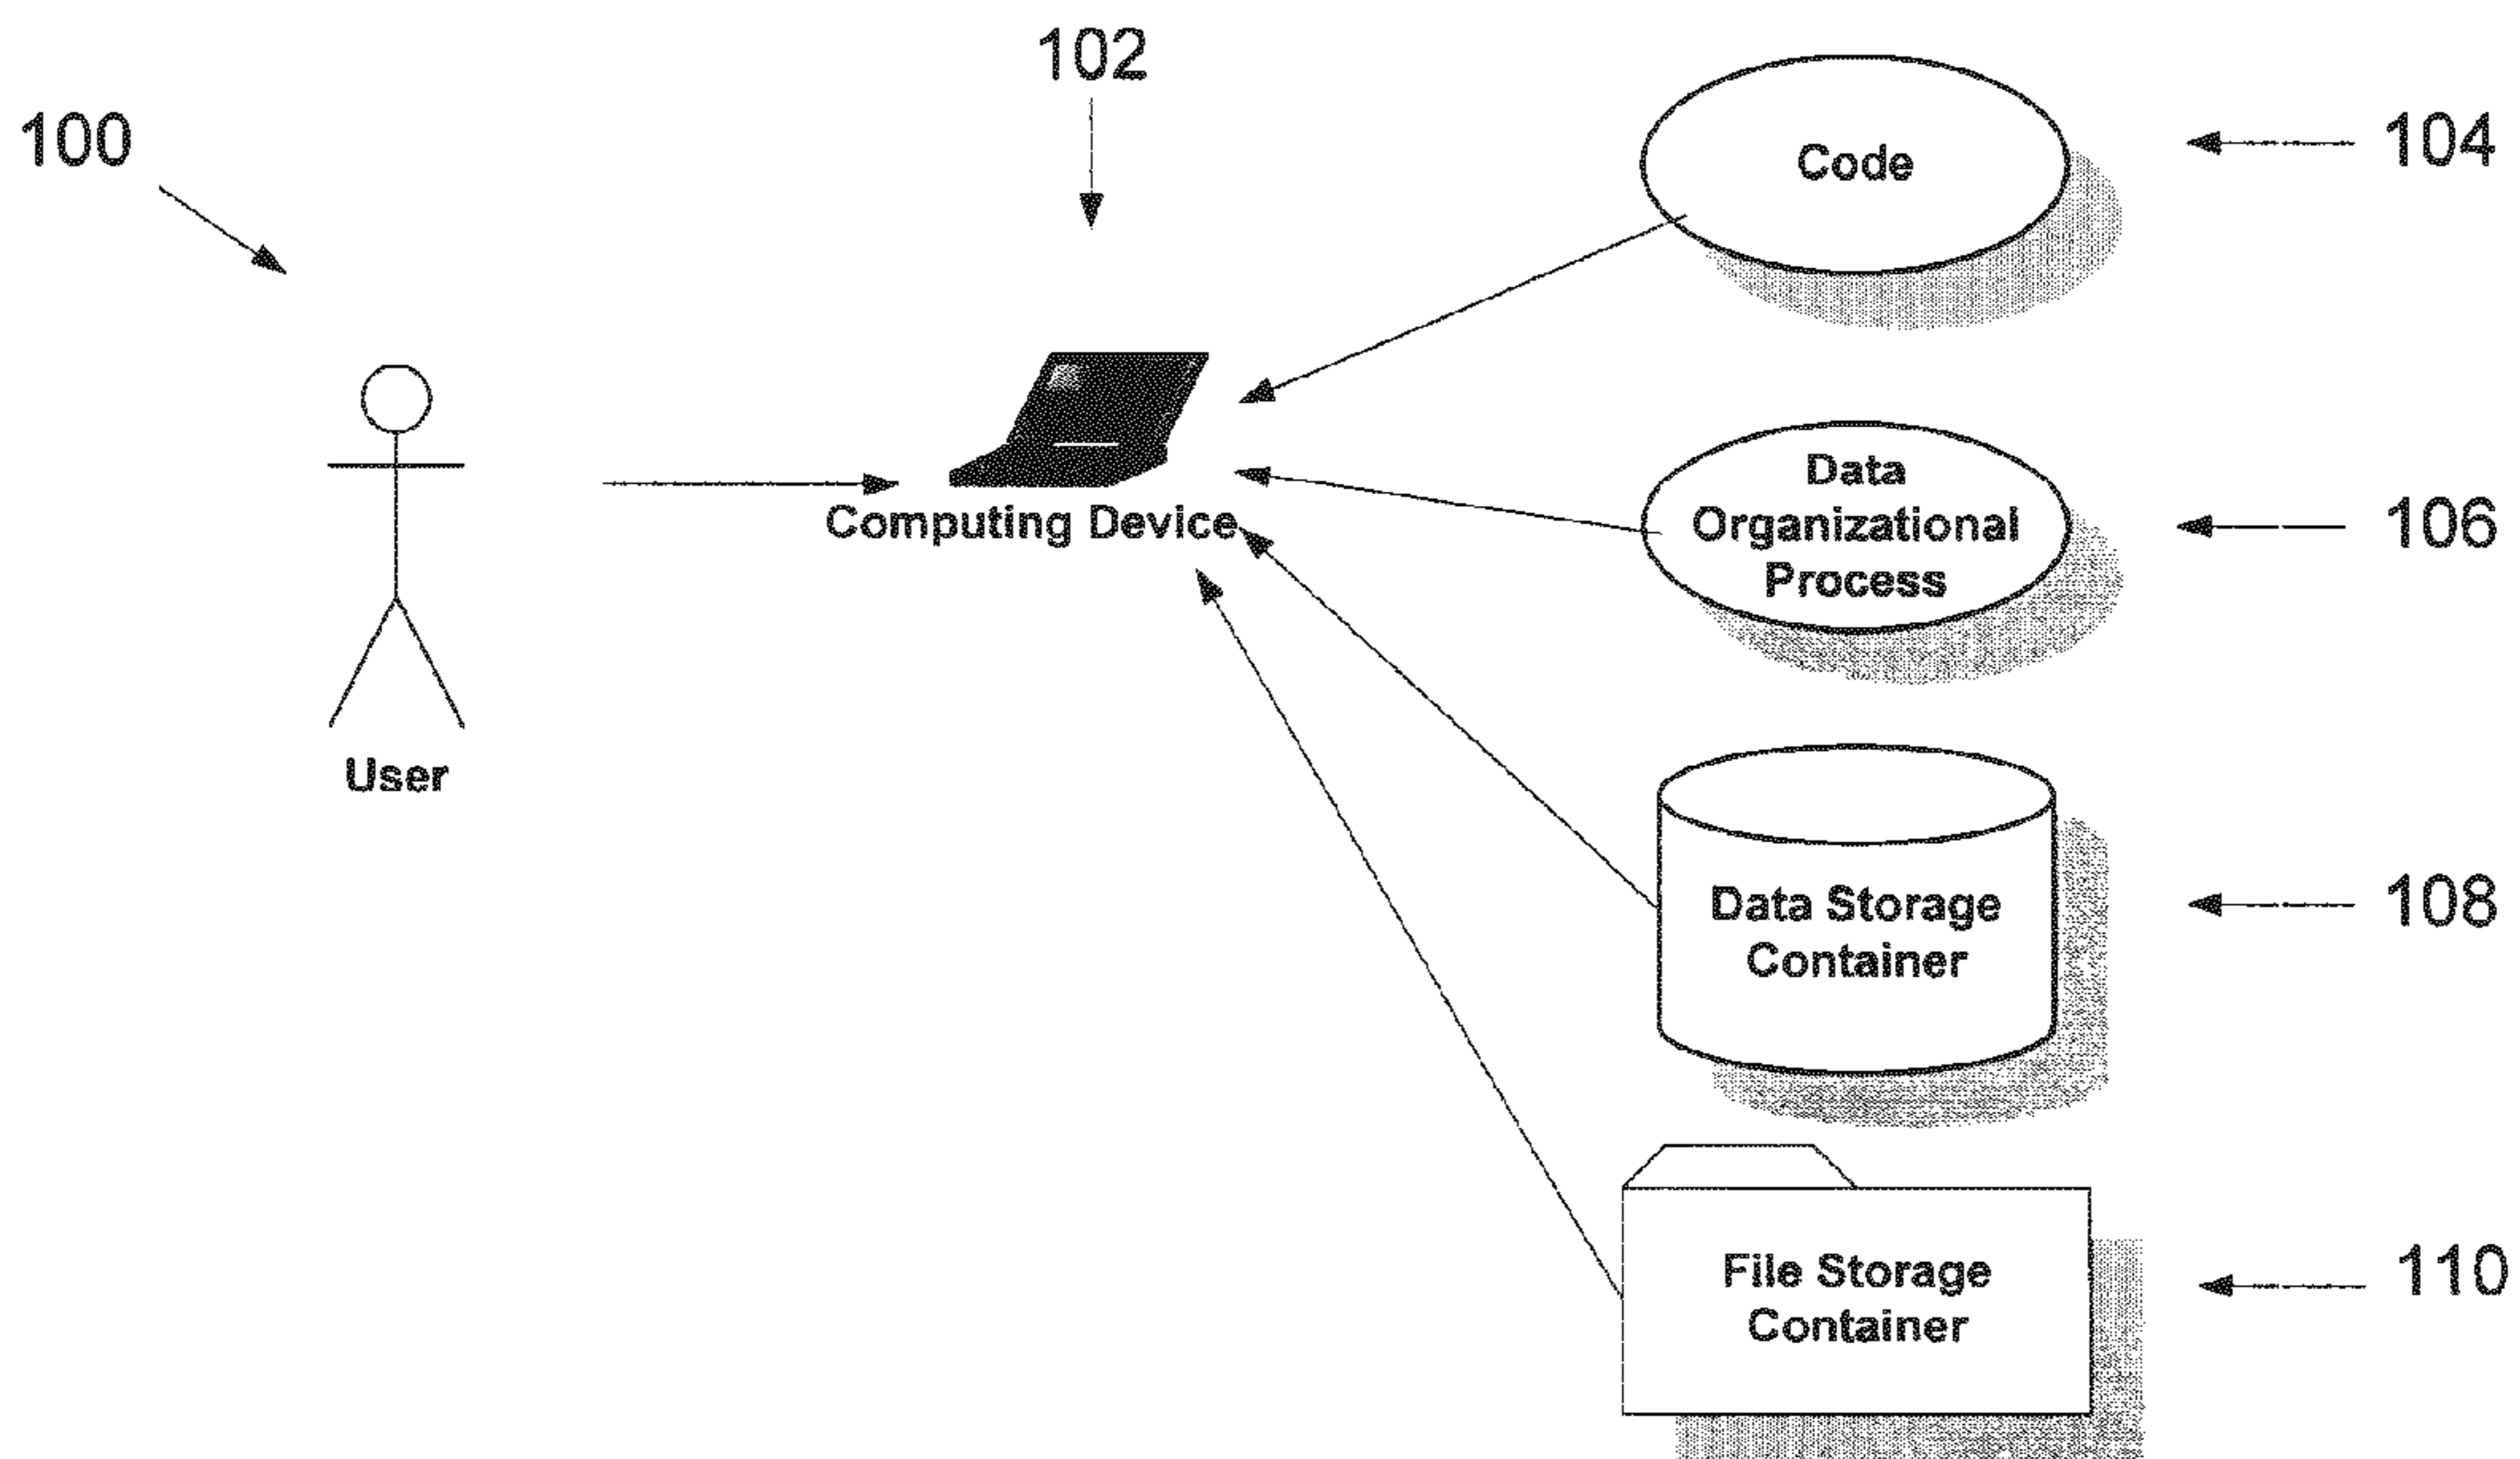 102
100
Code
104
Data
Organizational
Process
106
Computing Device
User
Data Storage
Container
108
File Storage
Container
110